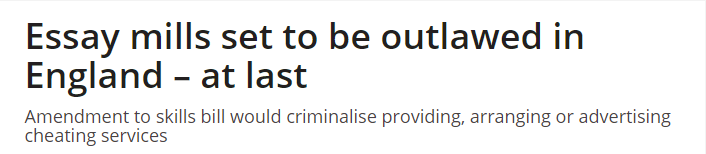 Essay mills set to be outlawed in
England – at last
Amendment to skills bill would criminalise providing, arranging or advertising
cheating services